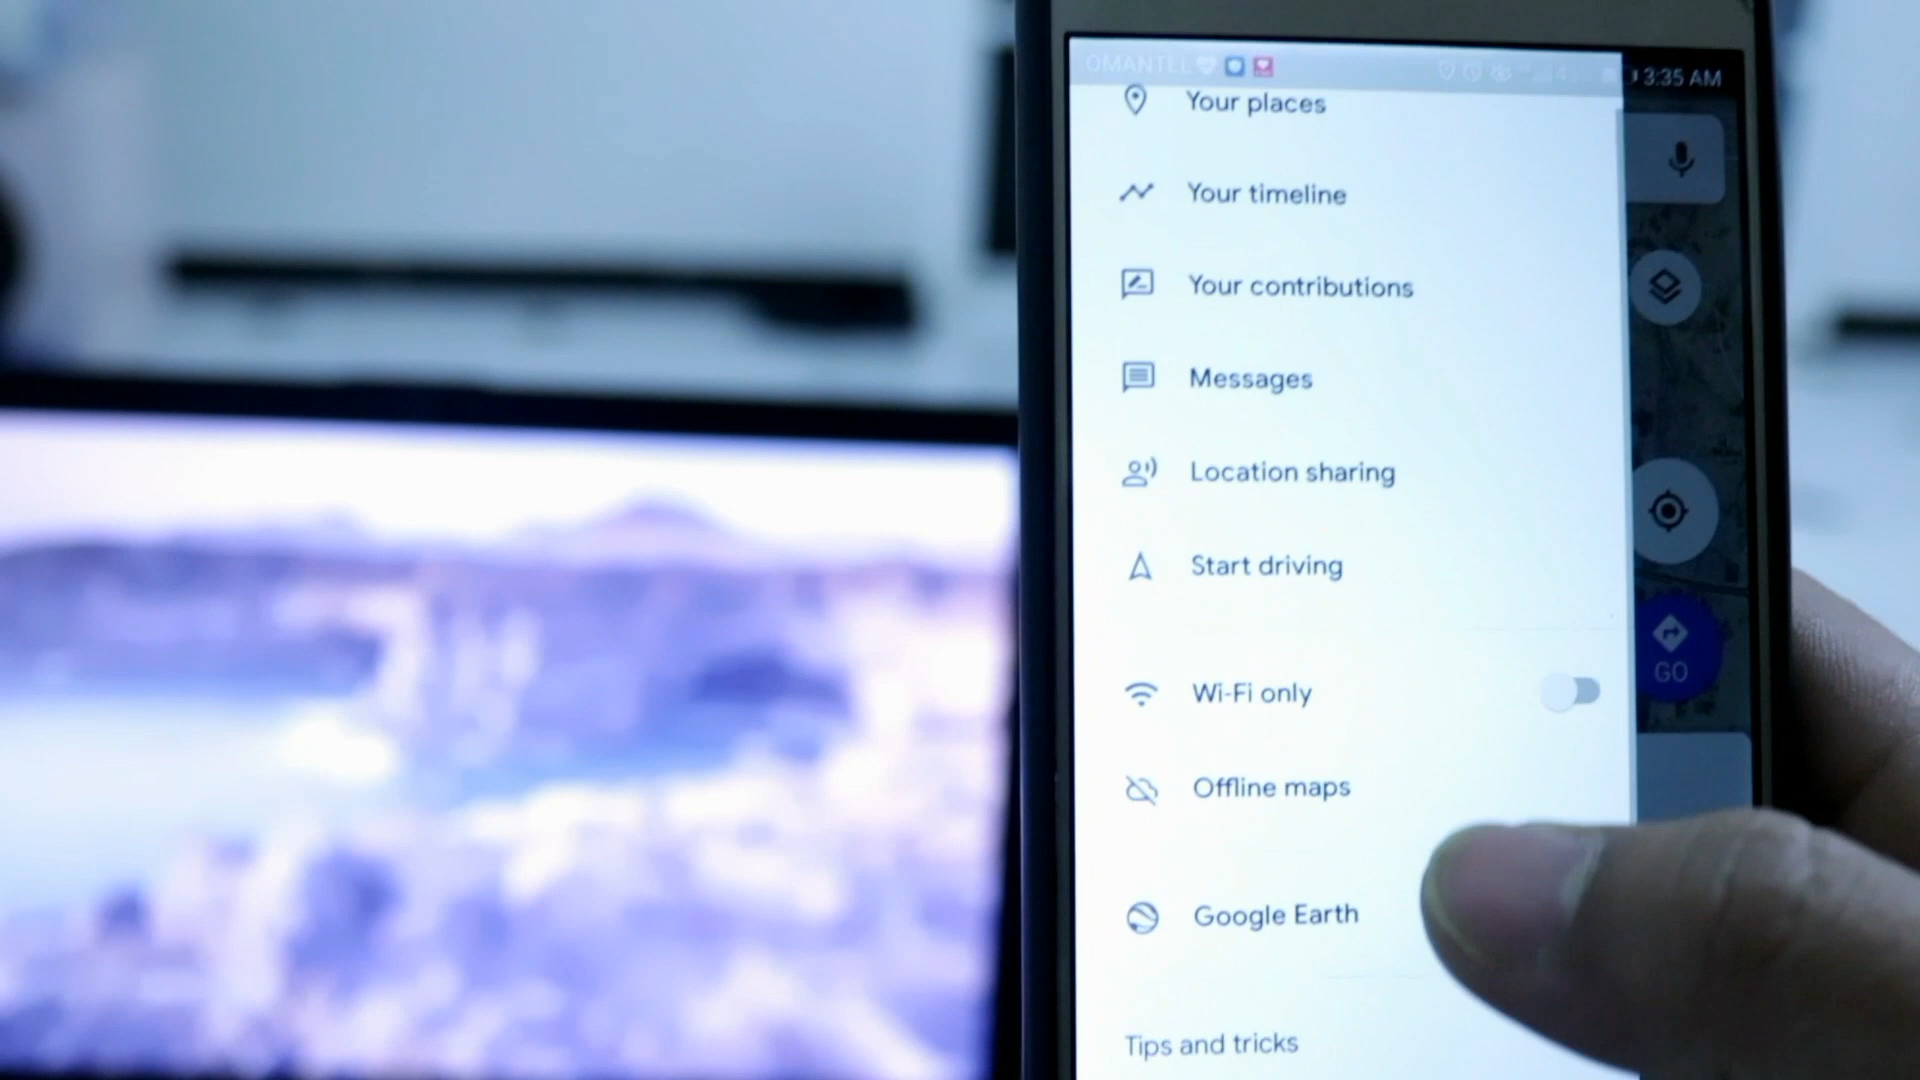 OMANTEL
3:35 AM
Your places
Your timeline
Your contributions
Messages
Location sharing
Start driving
GO
Wi-Fi only
Offline maps
Google Earth
Tips and tricks